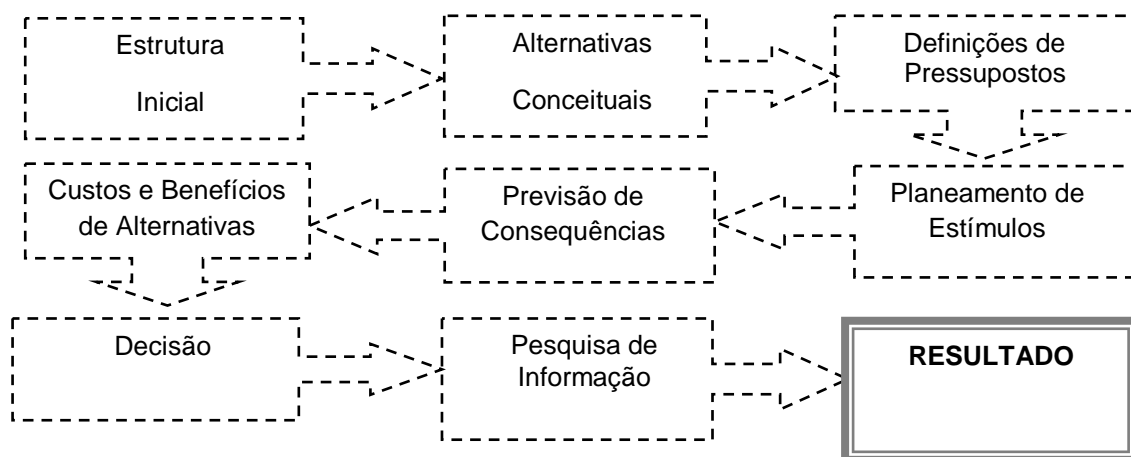 Estrutura
Inicial
Alternativas
Conceituais
Definições de
Pressupostos
Custos e Benefícios
de Alternativas
Previsão de
Consequências
Planeamento de
Estímulos
Decisão
Pesquisa de
Informação
RESULTADO